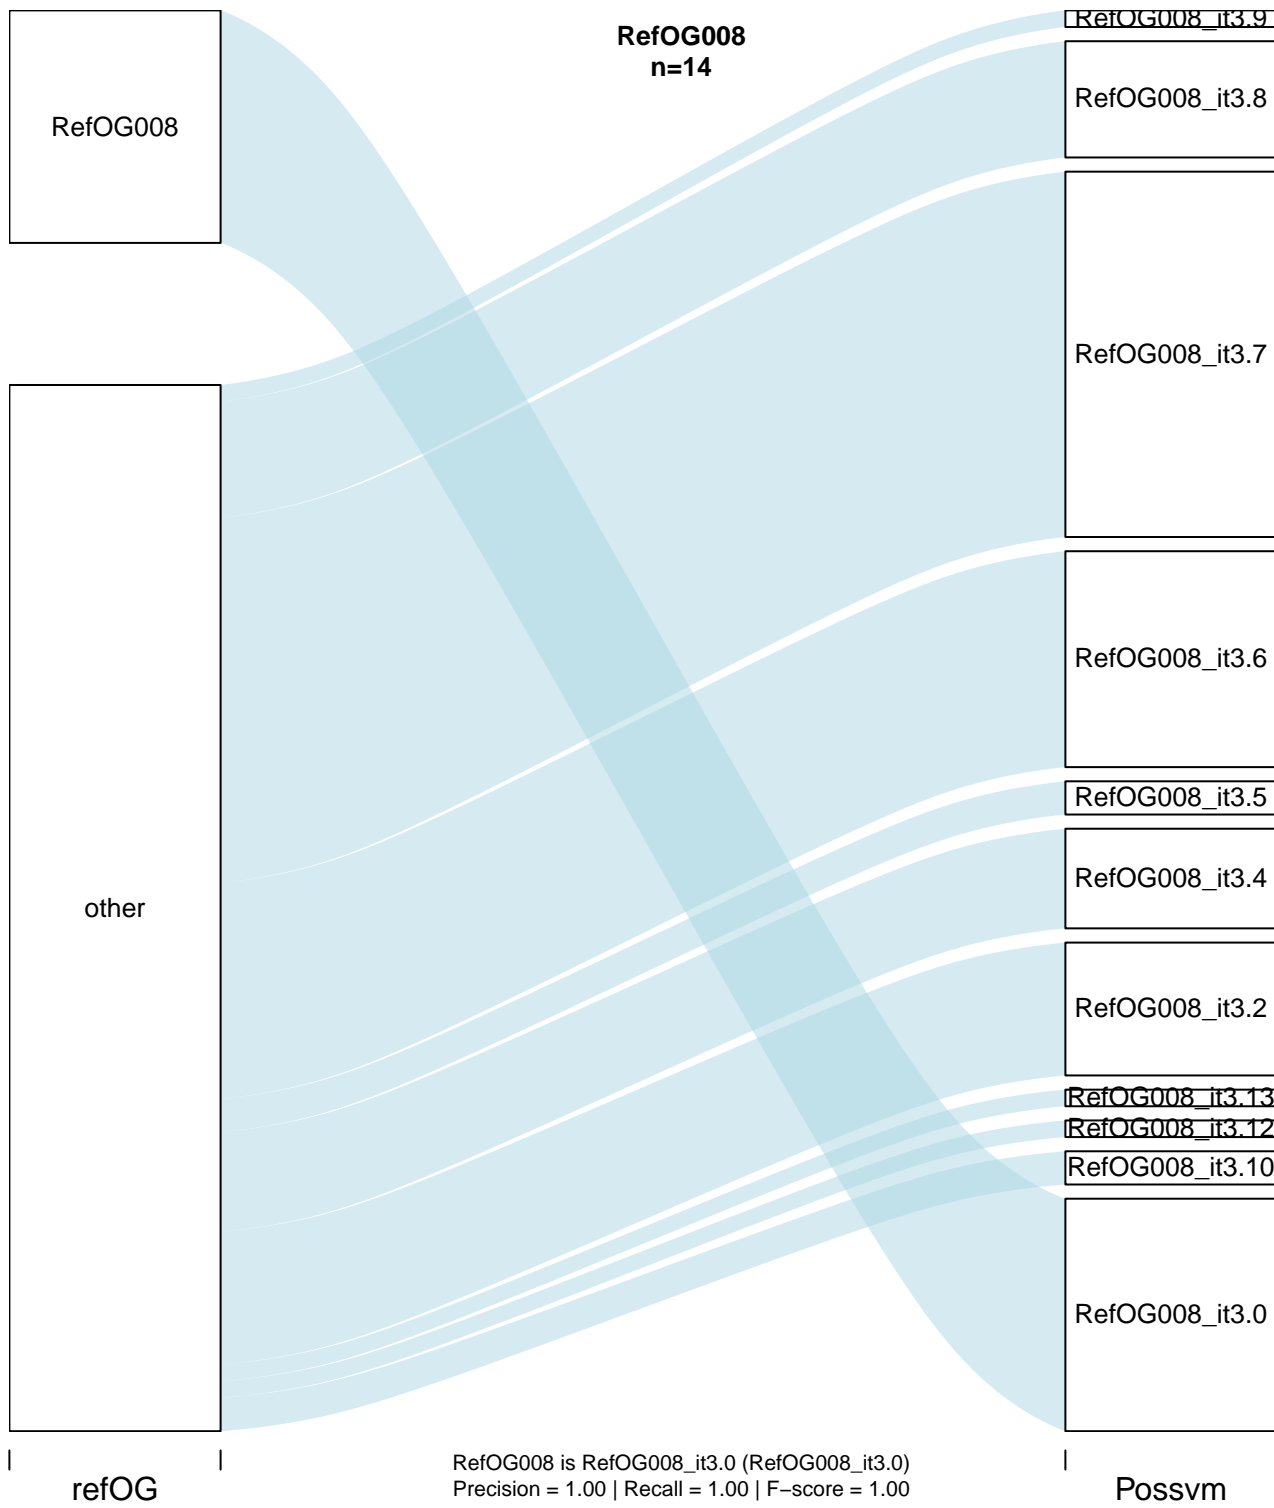 RefOG008
n=14
RefOG008
other
RefOG008_it3.9
RefOG008_it3.8
RefOG008_it3.7
RefOG008_it3.6
RefOG008_it3.5
RefOG008_it3.4
RefOG008_it3.2
RefOG008_it3.13
RefOG008_it3.12
RefOG008_it3.10
RefOG008_it3.0
refOG
RefOG008 is RefOG008_it3.0 (RefOG008_it3.0)
Precision = 1.00 | Recall = 1.00 | F−score = 1.00
Possvm